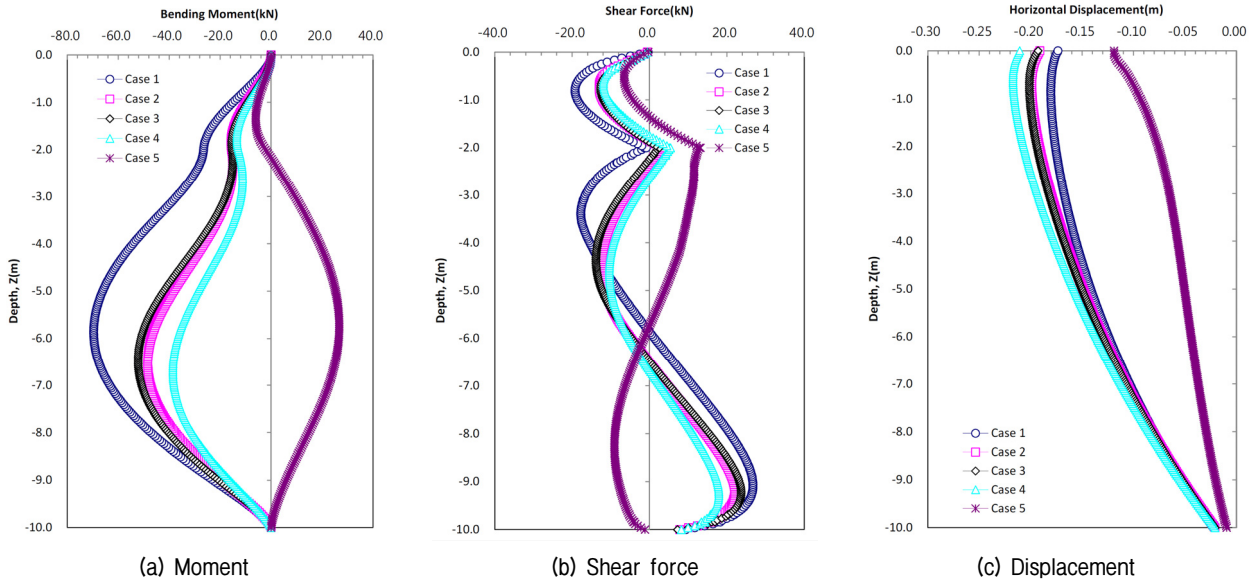 Bending Moment(kN)
-80.0 -60.0 -40.0 -20.0 0.0 20.0 40.0
0.0
-1.0
-2.0
-3.0
-4.0
-5.0
-6.0
-7.0
-8.0
-9.0
-10.0
Depth, Z(m)
Case 1
Case 2
Case 3
Case 4
Case 5
(a) Moment
Shear Force(kN)
-40.0 -20.0 0.0 20.0 40.0
0.0
-1.0
-2.0
-3.0
-4.0
-5.0
-6.0
-7.0
-8.0
-9.0
-10.0
Depth, Z(m)
Case 1
Case 2
Case 3
Case 4
Case 5
(b) Shear force
Horizontal Displacement(m)
-0.30 -0.25 -0.20 -0.15 -0.10 -0.05 0.00
0.0
-1.0
-2.0
-3.0
-4.0
-5.0
-6.0
-7.0
-8.0
-9.0
-10.0
Depth, Z(m)
Case 1
Case 2
Case 3
Case 4
Case 5
(c) Displacement